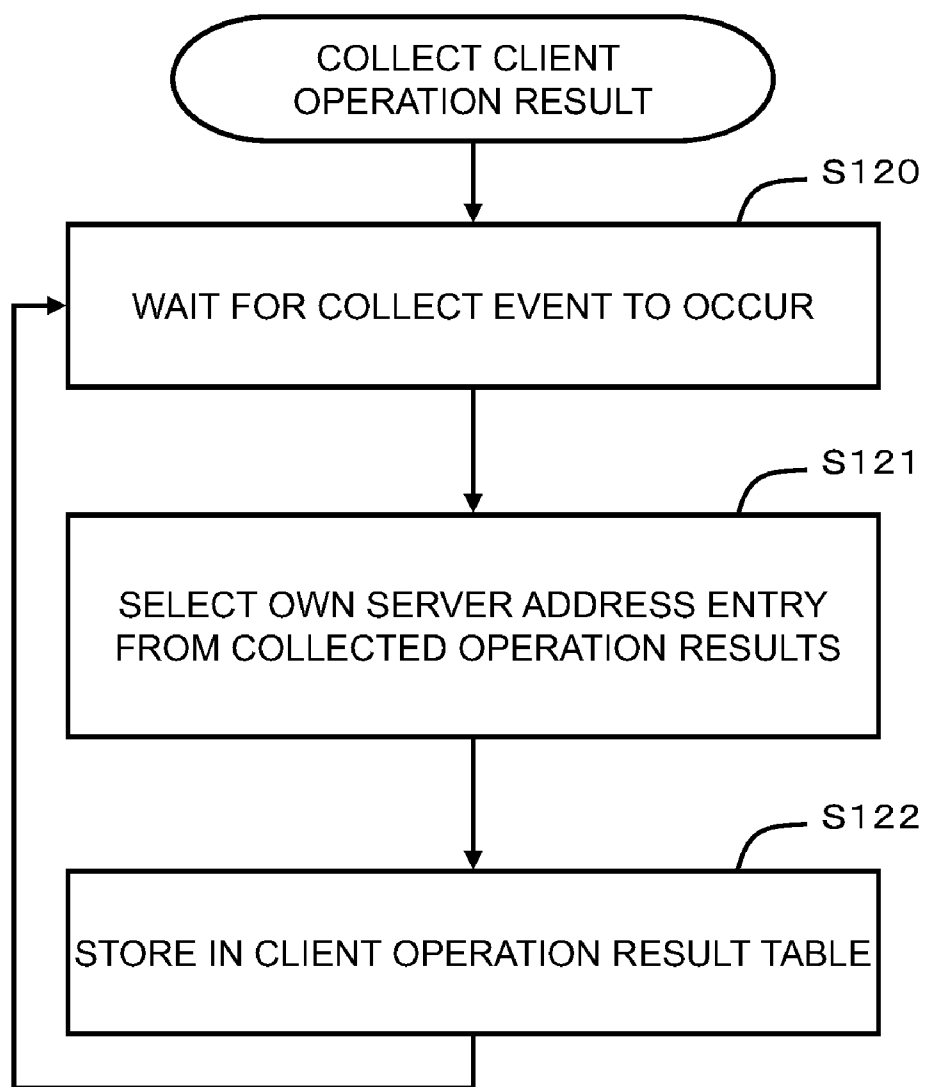 COLLECT CLIENT
OPERATION RESULT
S120
WAIT FOR COLLECT EVENT TO OCCUR
S121
SELECT OWN SERVER ADDRESS ENTRY
FROM COLLECTED OPERATION RESULTS
S122
STORE IN CLIENT OPERATION RESULT TABLE